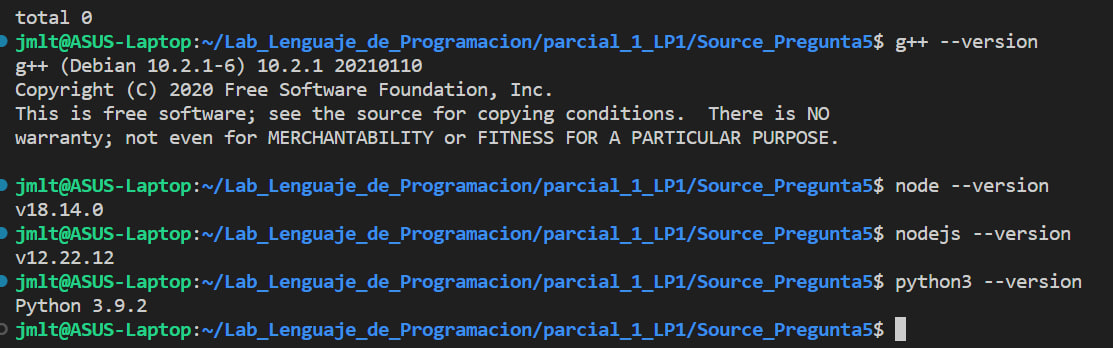 total 0
jmlt@ASUS-Laptop:~/Lab_Lenguaje_de_Programacion/parcial_1_LP1/Source_Pregunta5$ g++ --version
g++ (Debian 10.2.1-6) 10.2.1 20210110
Copyright (C) 2020 Free Software Foundation, Inc.
This is free software; see the source for copying conditions.  There is NO
warranty; not even for MERCHANTABILITY or FITNESS FOR A PARTICULAR PURPOSE.
jmlt@ASUS-Laptop:~/Lab_Lenguaje_de_Programacion/parcial_1_LP1/Source_Pregunta5$ node --version
v18.14.0
jmlt@ASUS-Laptop:~/Lab_Lenguaje_de_Programacion/parcial_1_LP1/Source_Pregunta5$ nodejs --version
v12.22.12
jmlt@ASUS-Laptop:~/Lab_Lenguaje_de_Programacion/parcial_1_LP1/Source_Pregunta5$ python3 --version
Python 3.9.2
jmlt@ASUS-Laptop:~/Lab_Lenguaje_de_Programacion/parcial_1_LP1/Source_Pregunta5$